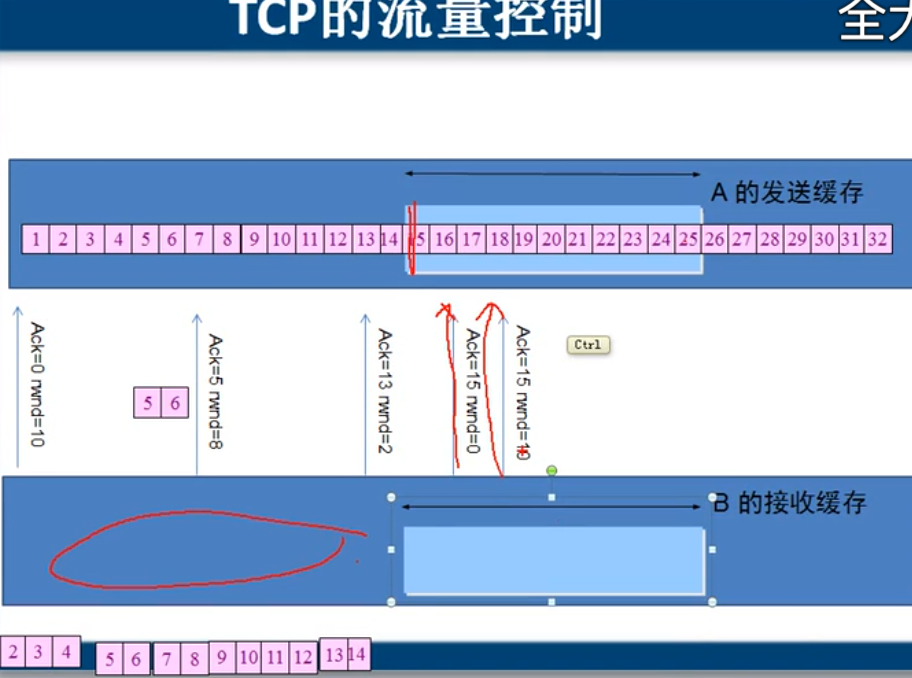 TCP的流量控制
全
A 的发送缓存
1 2 3 4 5 6 7 8 9 10 11 12 13 14 15 16 17 18 19 20 21 22 23 24 25 26 27 28 29 30 31 32
Ack=0 rwnd=10
5 6
Ack=5 rwnd=8
Ack=13 rwnd=2
Ack=15 rwnd=0
Ack=15 rwnd=10
Ctrl
B 的接收缓存
2 3 4 5 6 7 8 9 10 11 12 13 14